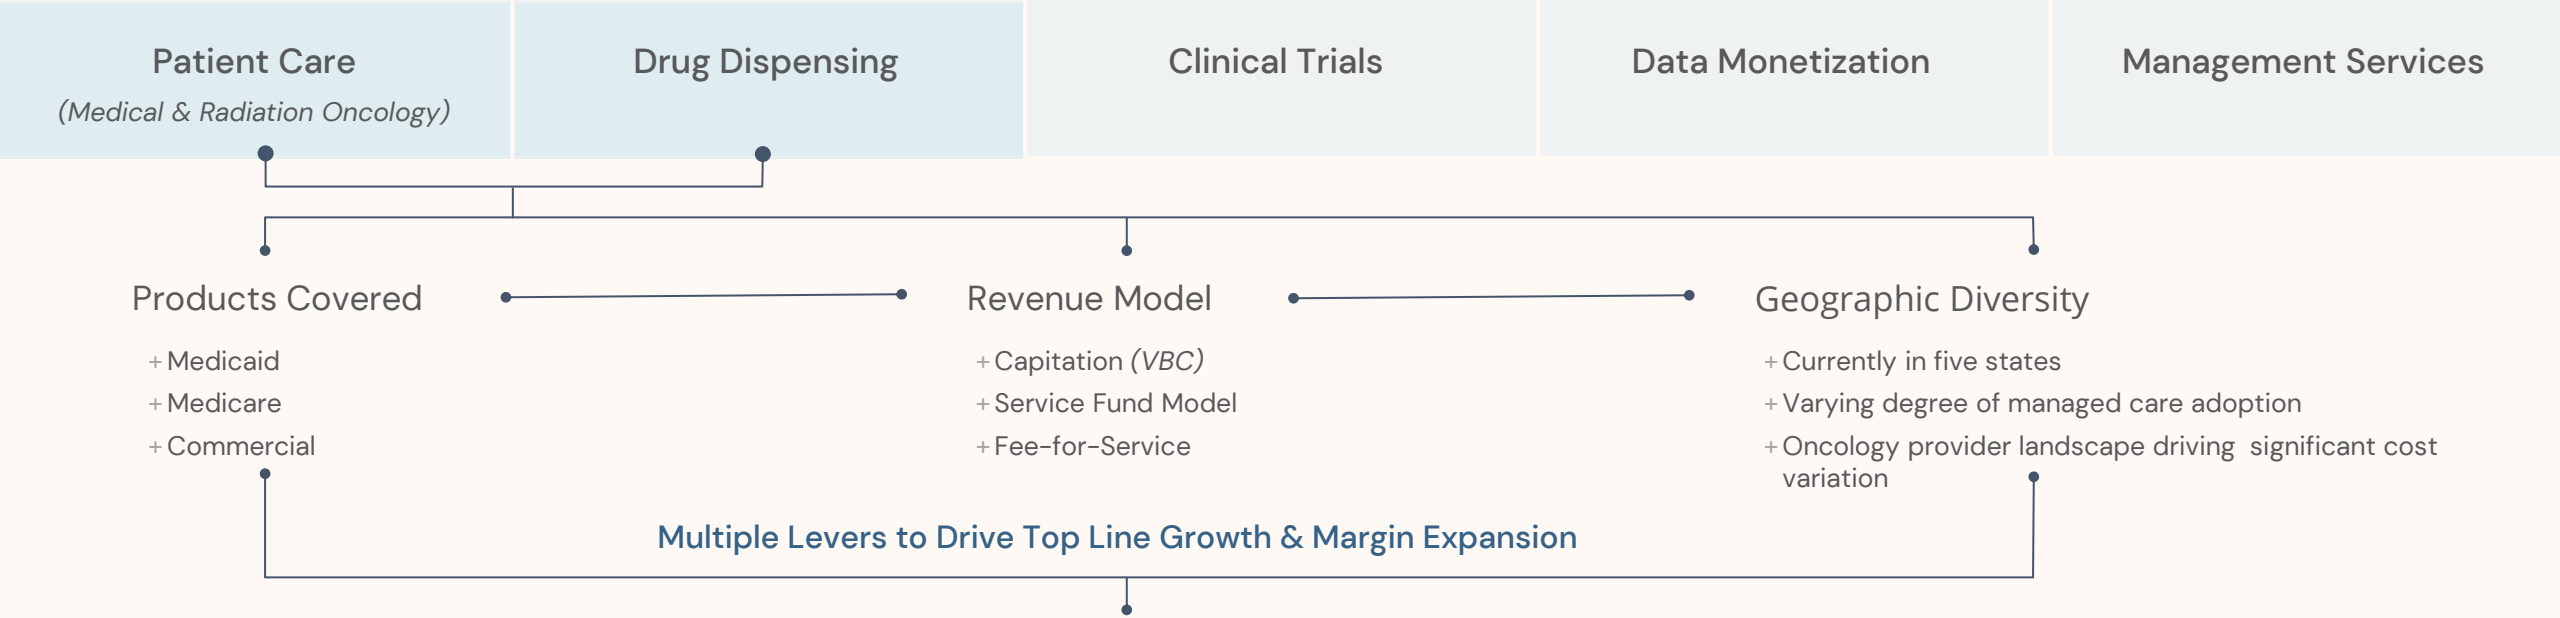 Patient Care
(Medical & Radiation Oncology)
Drug Dispensing
Clinical Trials
Data Monetization
Management Services
Products Covered
+ Medicaid
+ Medicare
+ Commercial
Revenue Model
+ Capitation (VBC)
+ Service Fund Model
+ Fee-for-Service
Geographic Diversity
+ Currently in five states
+ Varying degree of managed care adoption
+ Oncology provider landscape driving significant cost
variation
Multiple Levers to Drive Top Line Growth & Margin Expansion